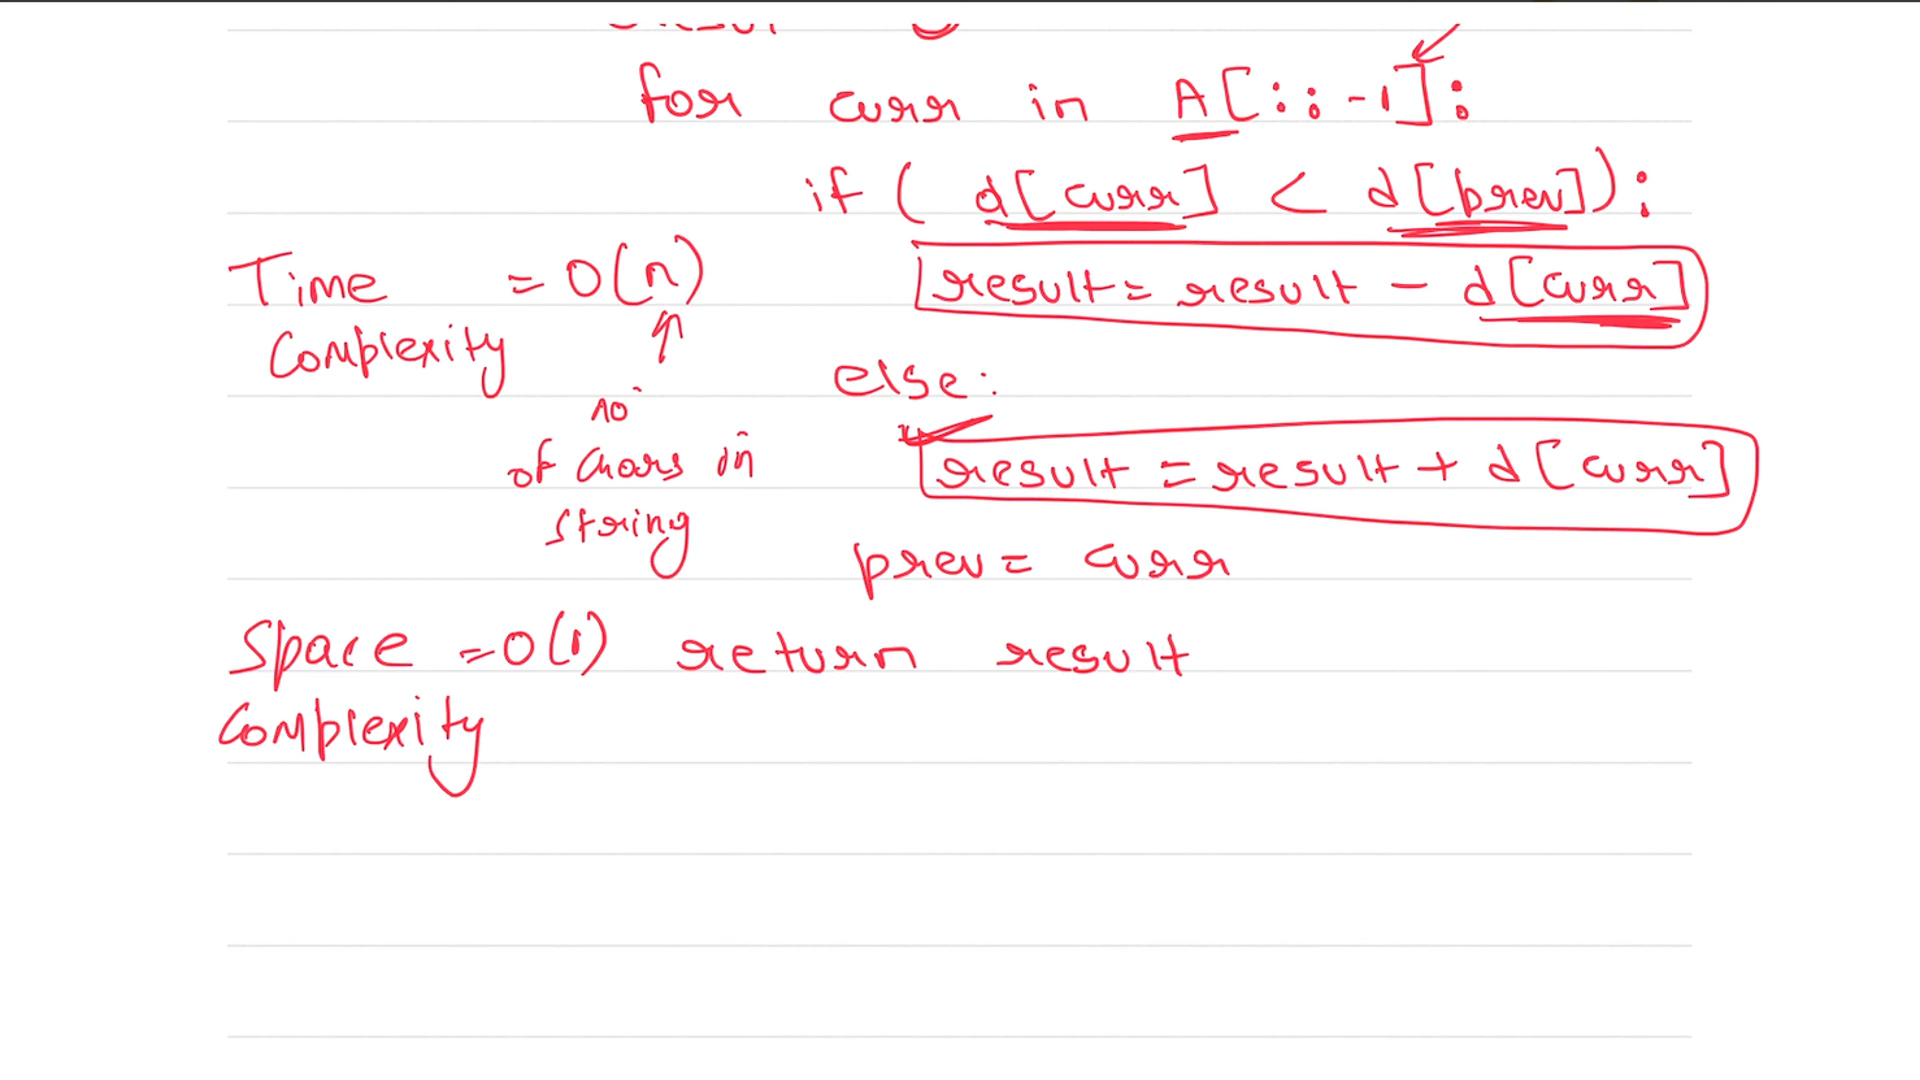 for curr in A[::-1]:
if ( d[curr] < d[prev]):
result = result - d[curr]
else:
result = result + d[curr]
prev = curr
return result
Time = O(n)
Complexity
no
of chars in
string
Space = O(1)
Complexity